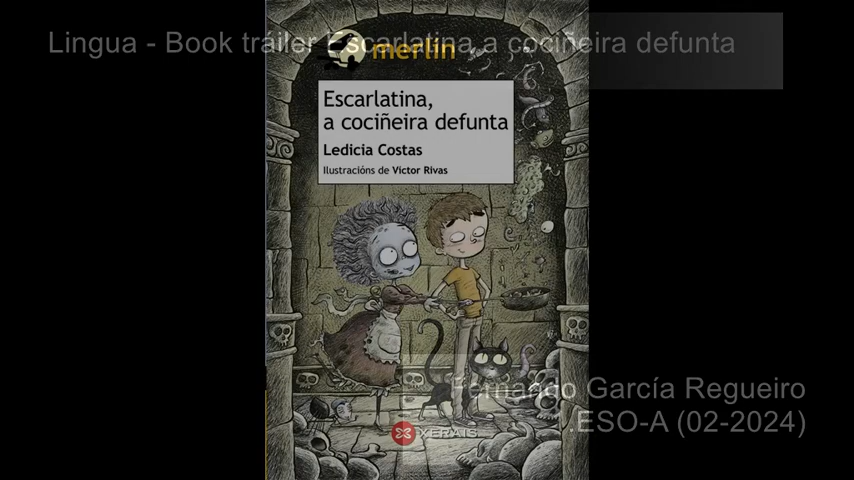 Lingua - Book tráiler Escarlatina a cociñeira defunta
merlín
Escarlatina,
a cociñeira defunta
Ledicia Costas
Ilustracións de Víctor Rivas
Fernando García Regueiro
ESO-A (02-2024)
XERAIS